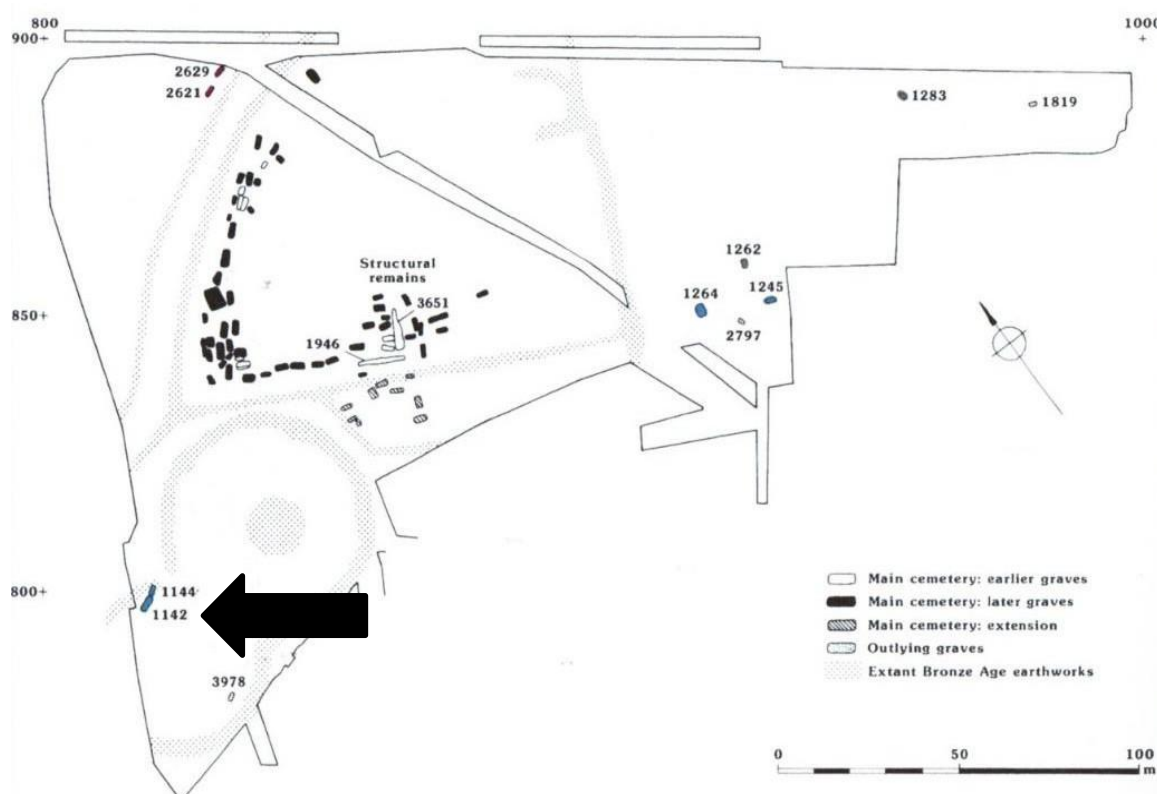 800
1000
900+
+
2629
2621
1283
1819
1262
Structural
remains
3651
1264
1245
850+
2797
1946
800+
1144
1142
3978
Main cemetery: earlier graves
Main cemetery: later graves
Main cemetery: extension
Outlying graves
Extant Bronze Age earthworks
0 50 100
m